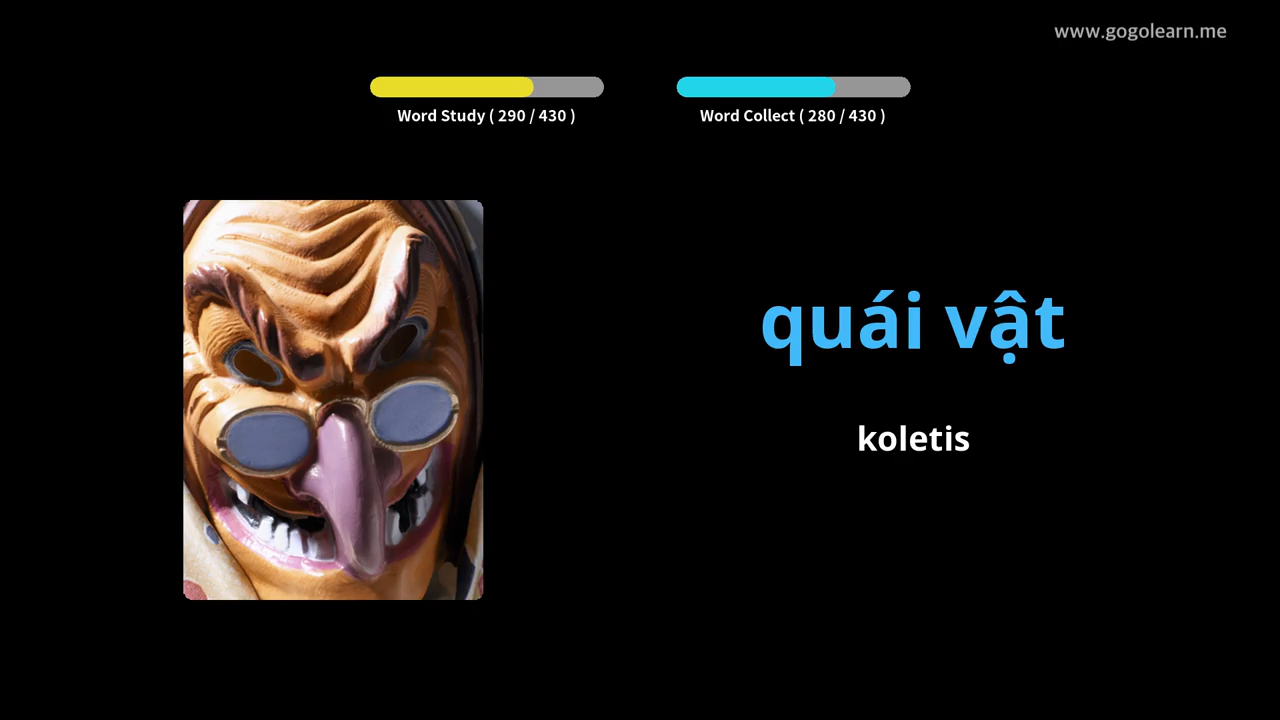 www.gogolearn.me
Word Study ( 290 / 430 )
Word Collect ( 280 / 430 )
quái vật
koletis